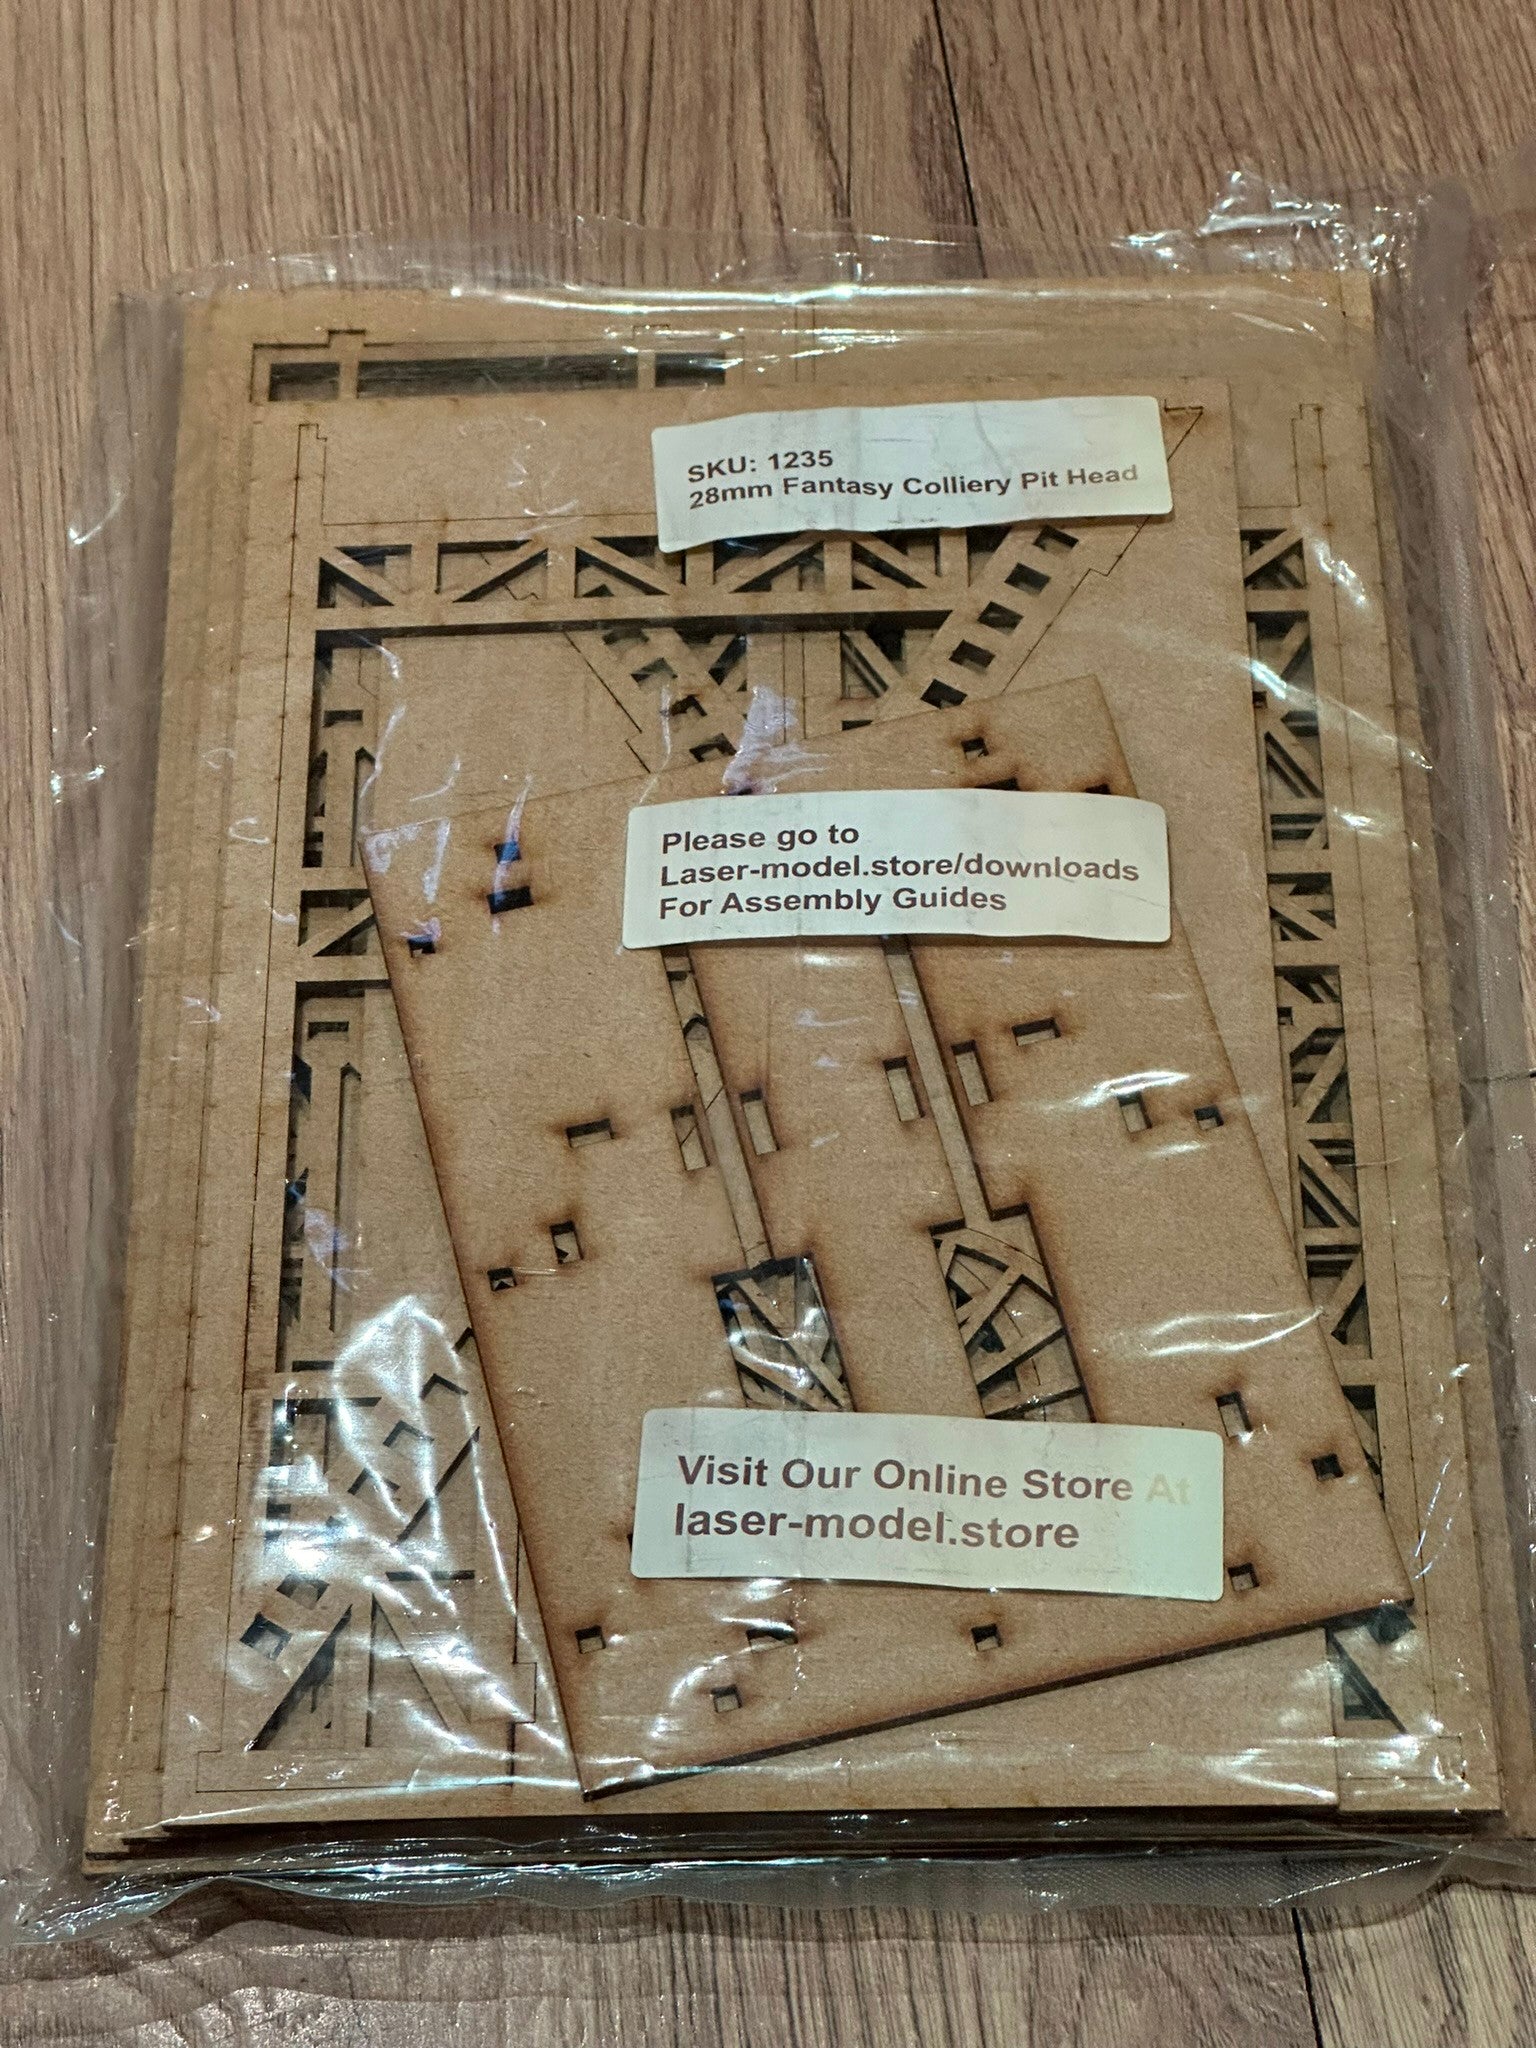 SKU: 1235
28mm Fantasy Colliery Pit Head
Please go to
Laser-model.store/downloads
For Assembly Guides
Visit Our Online Store At
laser-model.store